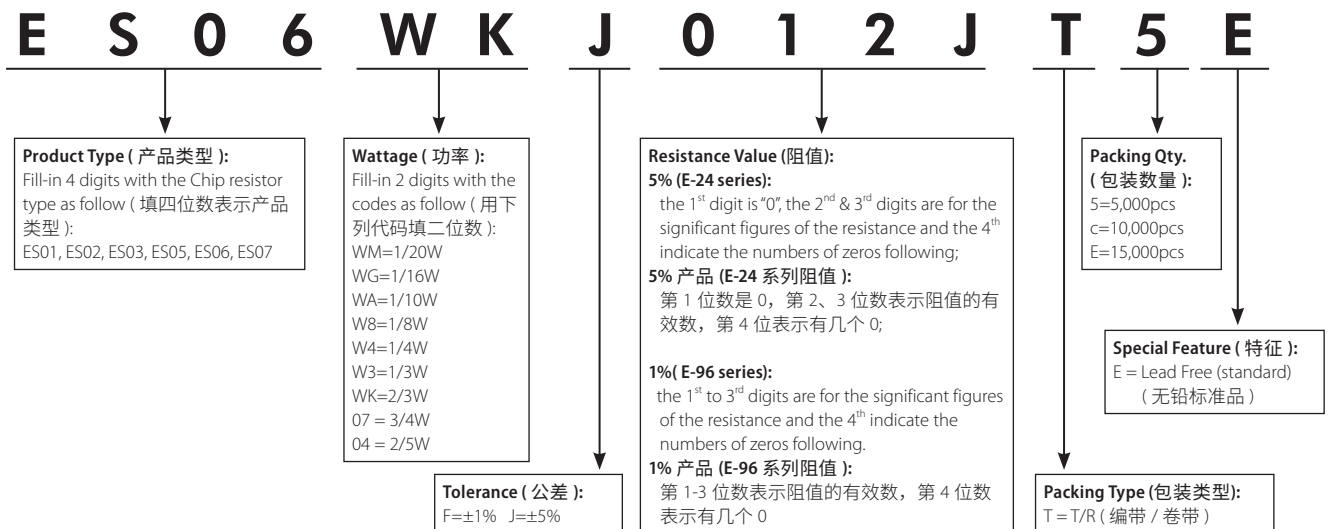 E S 0 6 W K J 0 1 2 J T 5 E
Product Type ( 产品类型 ):
Fill-in 4 digits with the Chip resistor
type as follow ( 填四位数表示产品
类型 ):
ES01, ES02, ES03, ES05, ES06, ES07
Wattage ( 功率 ):
Fill-in 2 digits with the
codes as follow ( 用下
列代码填二位数 ):
WM=1/20W
WG=1/16W
WA=1/10W
W8=1/8W
W4=1/4W
W3=1/3W
WK=2/3W
07 = 3/4W
04 = 2/5W
Tolerance ( 公差 ):
F=±1% J=±5%
Resistance Value (阻值):
5% (E-24 series):
the 1st digit is "0", the 2nd & 3rd digits are for the
significant figures of the resistance and the 4th
indicate the numbers of zeros following;
5% 产品 (E-24 系列阻值 ):
第 1 位数是 0，第 2、3 位数表示阻值的有
效数，第 4 位表示有几个 0;
1%( E-96 series):
the 1st to 3rd digits are for the significant figures
of the resistance and the 4th indicate the
numbers of zeros following.
1% 产品 (E-96 系列阻值 ):
第 1-3 位数表示阻值的有效数，第 4 位数
表示有几个 0
Packing Type (包装类型):
T = T/R ( 编带 / 卷带 )
Packing Qty.
( 包装数量 ):
5=5,000pcs
c=10,000pcs
E=15,000pcs
Special Feature ( 特征 ):
E = Lead Free (standard)
( 无铅标准品 )